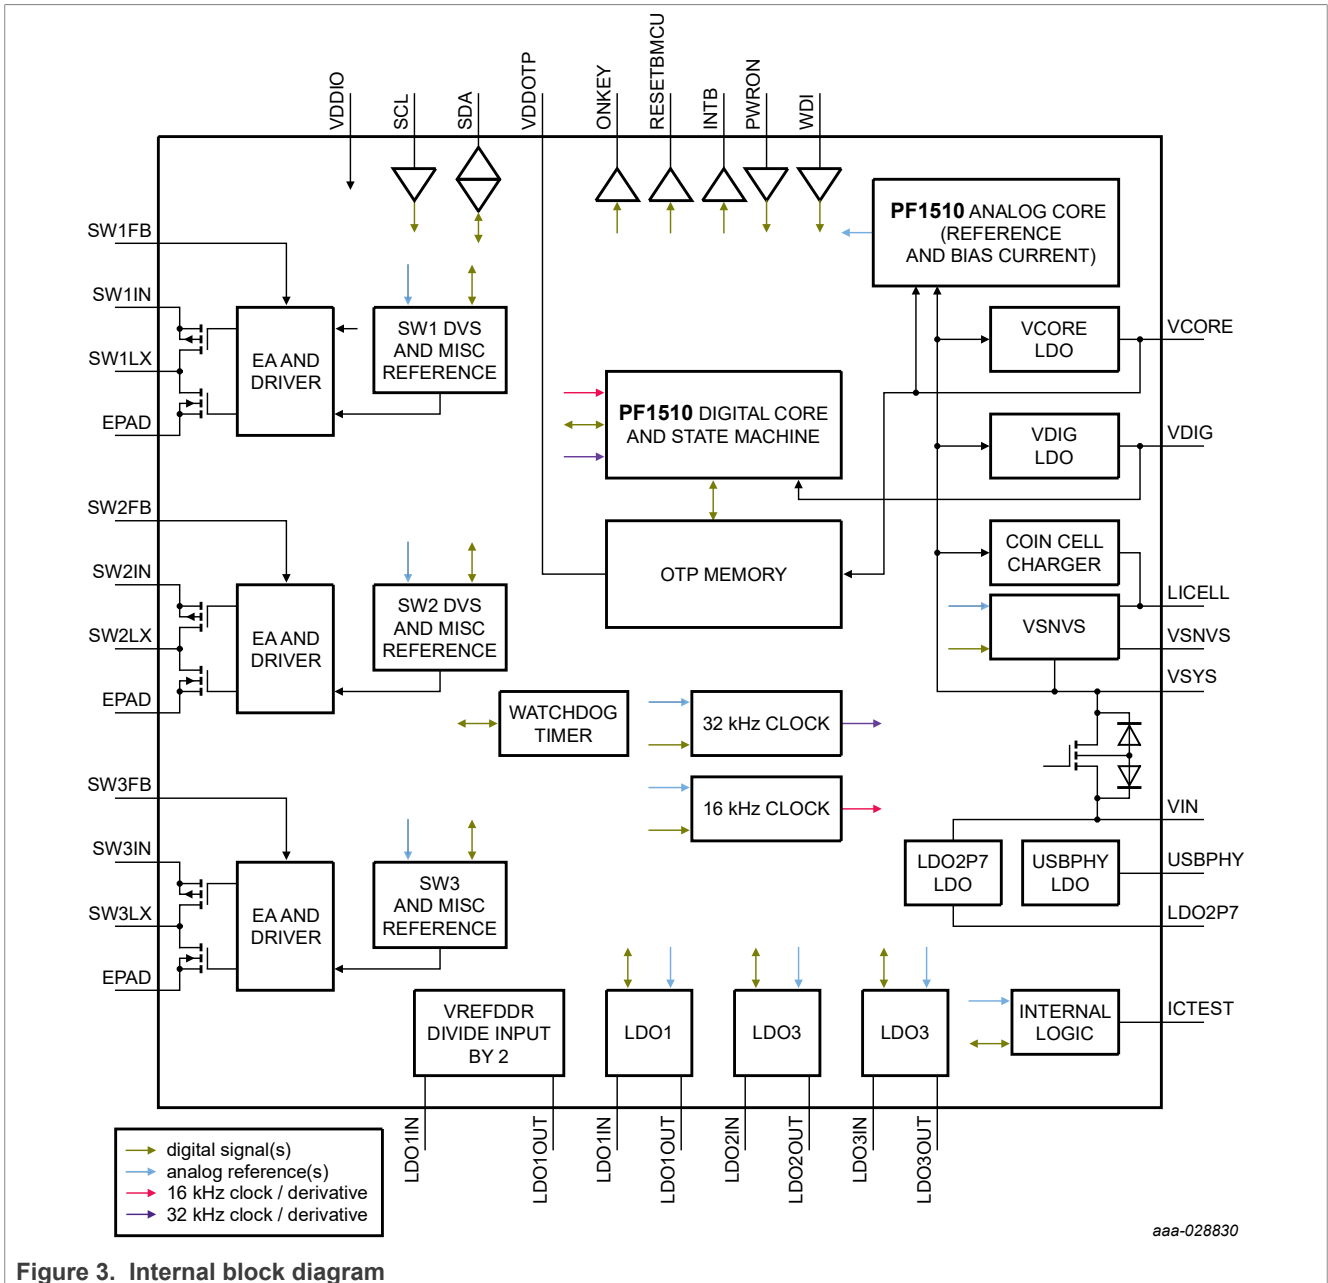 VDDIO
SCL
SDA
VDDOTP
ONKEY
RESETBMCU
INTB
PWRON
WDI
PF1510 ANALOG CORE
(REFERENCE
AND BIAS CURRENT)
SW1FB
SW1IN
SW1LX
EPAD
EA AND
DRIVER
SW1 DVS
AND MISC
REFERENCE
VCORE
LDO
VCORE
PF1510 DIGITAL CORE
AND STATE MACHINE
VDIG
LDO
VDIG
SW2FB
SW2IN
SW2LX
EPAD
EA AND
DRIVER
SW2 DVS
AND MISC
REFERENCE
OTP MEMORY
COIN CELL
CHARGER
LICELL
VSNVS
VSNVS
VSYS
WATCHDOG
TIMER
32 kHz CLOCK
16 kHz CLOCK
SW3FB
SW3IN
SW3LX
EPAD
EA AND
DRIVER
SW3
AND MISC
REFERENCE
VIN
LDO2P7
LDO
USBPHY
LDO
USBPHY
LDO2P7
VREFDDR
DIVIDE INPUT
BY 2
LDO1
LDO3
LDO3
INTERNAL
LOGIC
ICTEST
LDO1IN
LDO1OUT
LDO1IN
LDO1OUT
LDO2IN
LDO2OUT
LDO3IN
LDO3OUT
digital signal(s)
analog reference(s)
16 kHz clock / derivative
32 kHz clock / derivative
aaa-028830
Figure 3. Internal block diagram